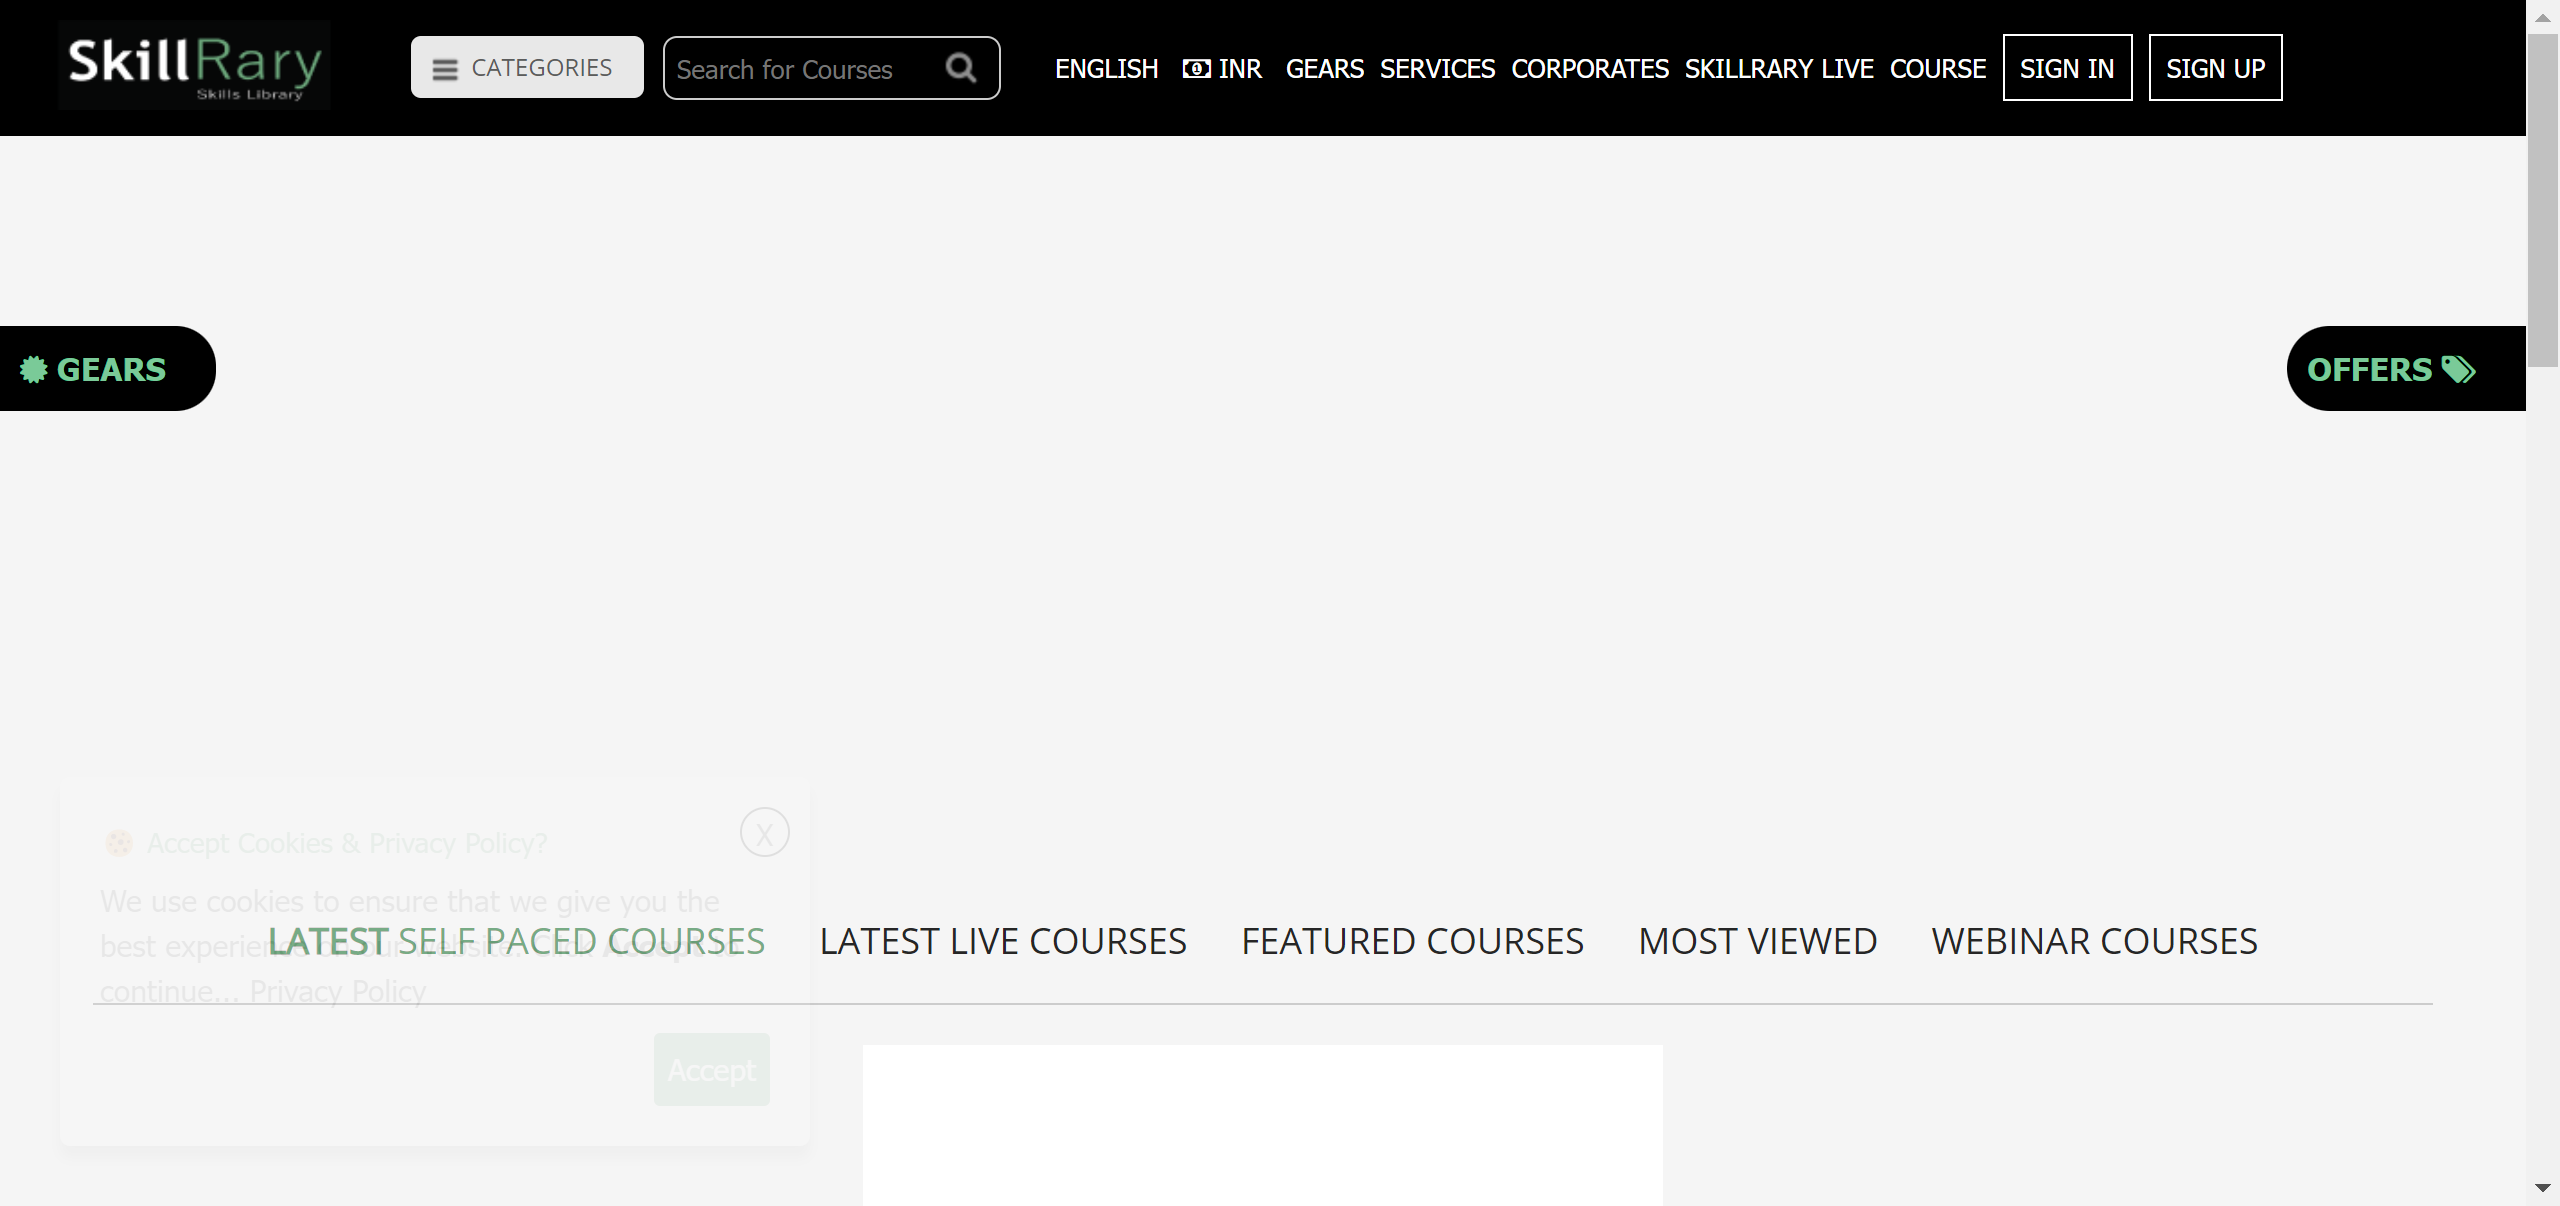 SkillRary
Skills Library
CATEGORIES
Search for Courses
ENGLISH INR GEARS SERVICES CORPORATES SKILLRARY LIVE COURSE SIGN IN SIGN UP
GEARS
OFFERS
X
Accept Cookies & Privacy Policy?
We use cookies to ensure that we give you the
best experience on our website. Click Accept to
continue... Privacy Policy
Accept
LATEST SELF PACED COURSES LATEST LIVE COURSES FEATURED COURSES MOST VIEWED WEBINAR COURSES